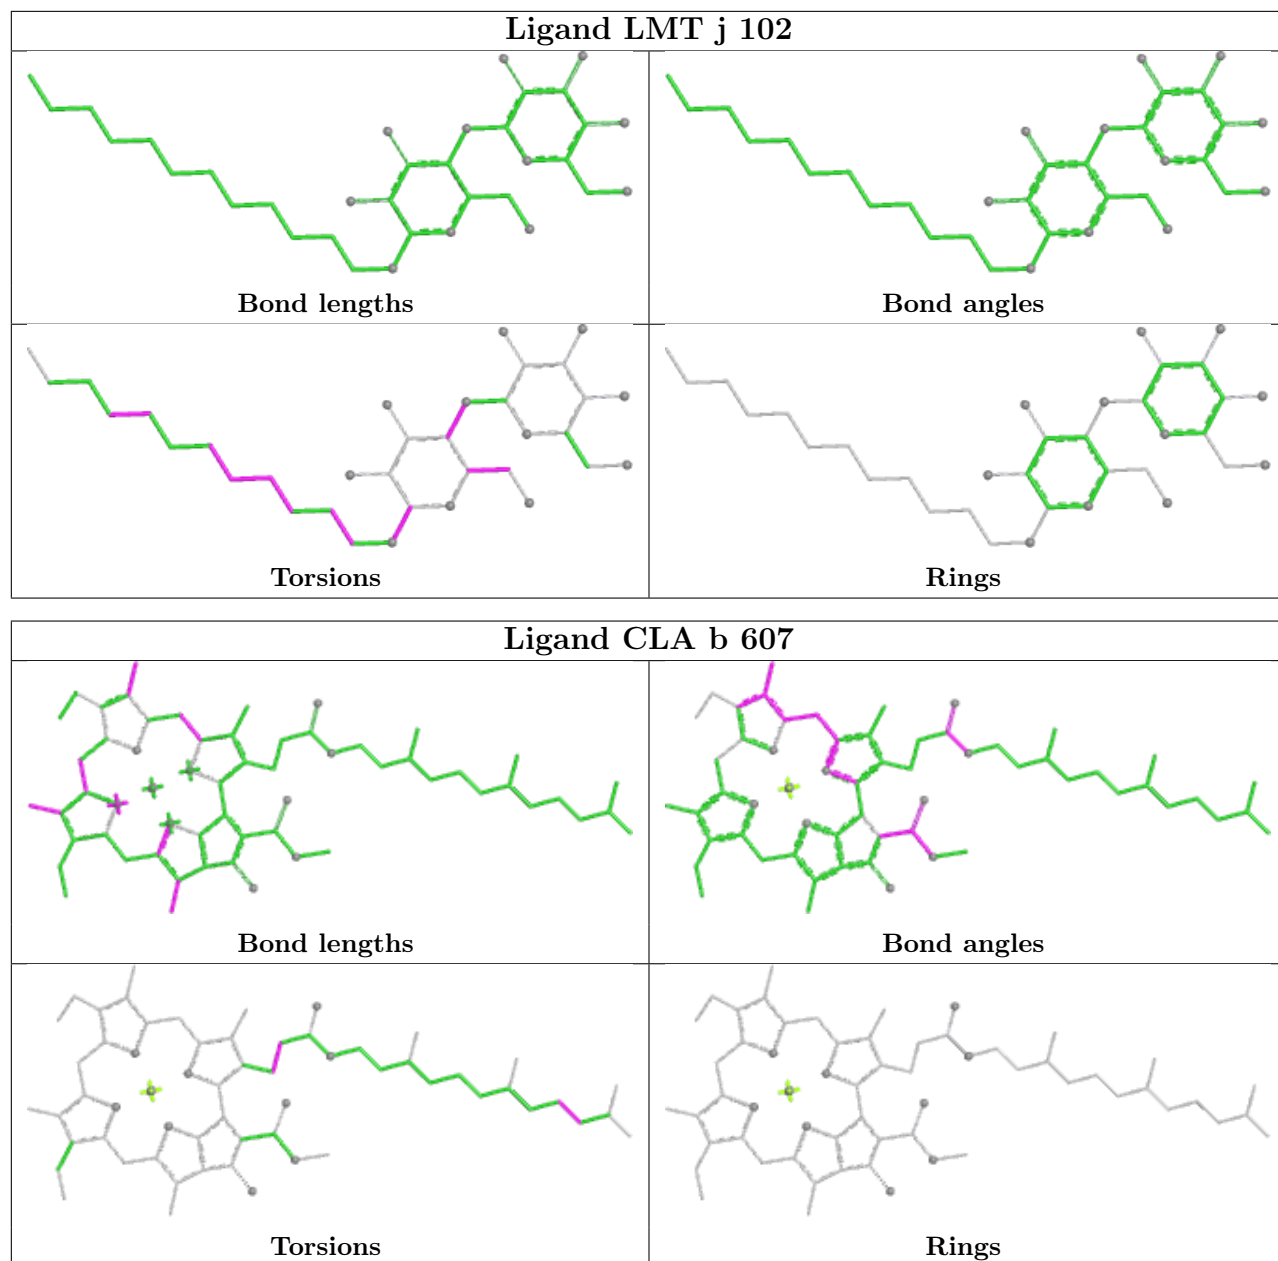 Ligand LMT j 102
Bond lengths
Bond angles
Torsions
Rings
Ligand CLA b 607
Bond lengths
Bond angles
Torsions
Rings